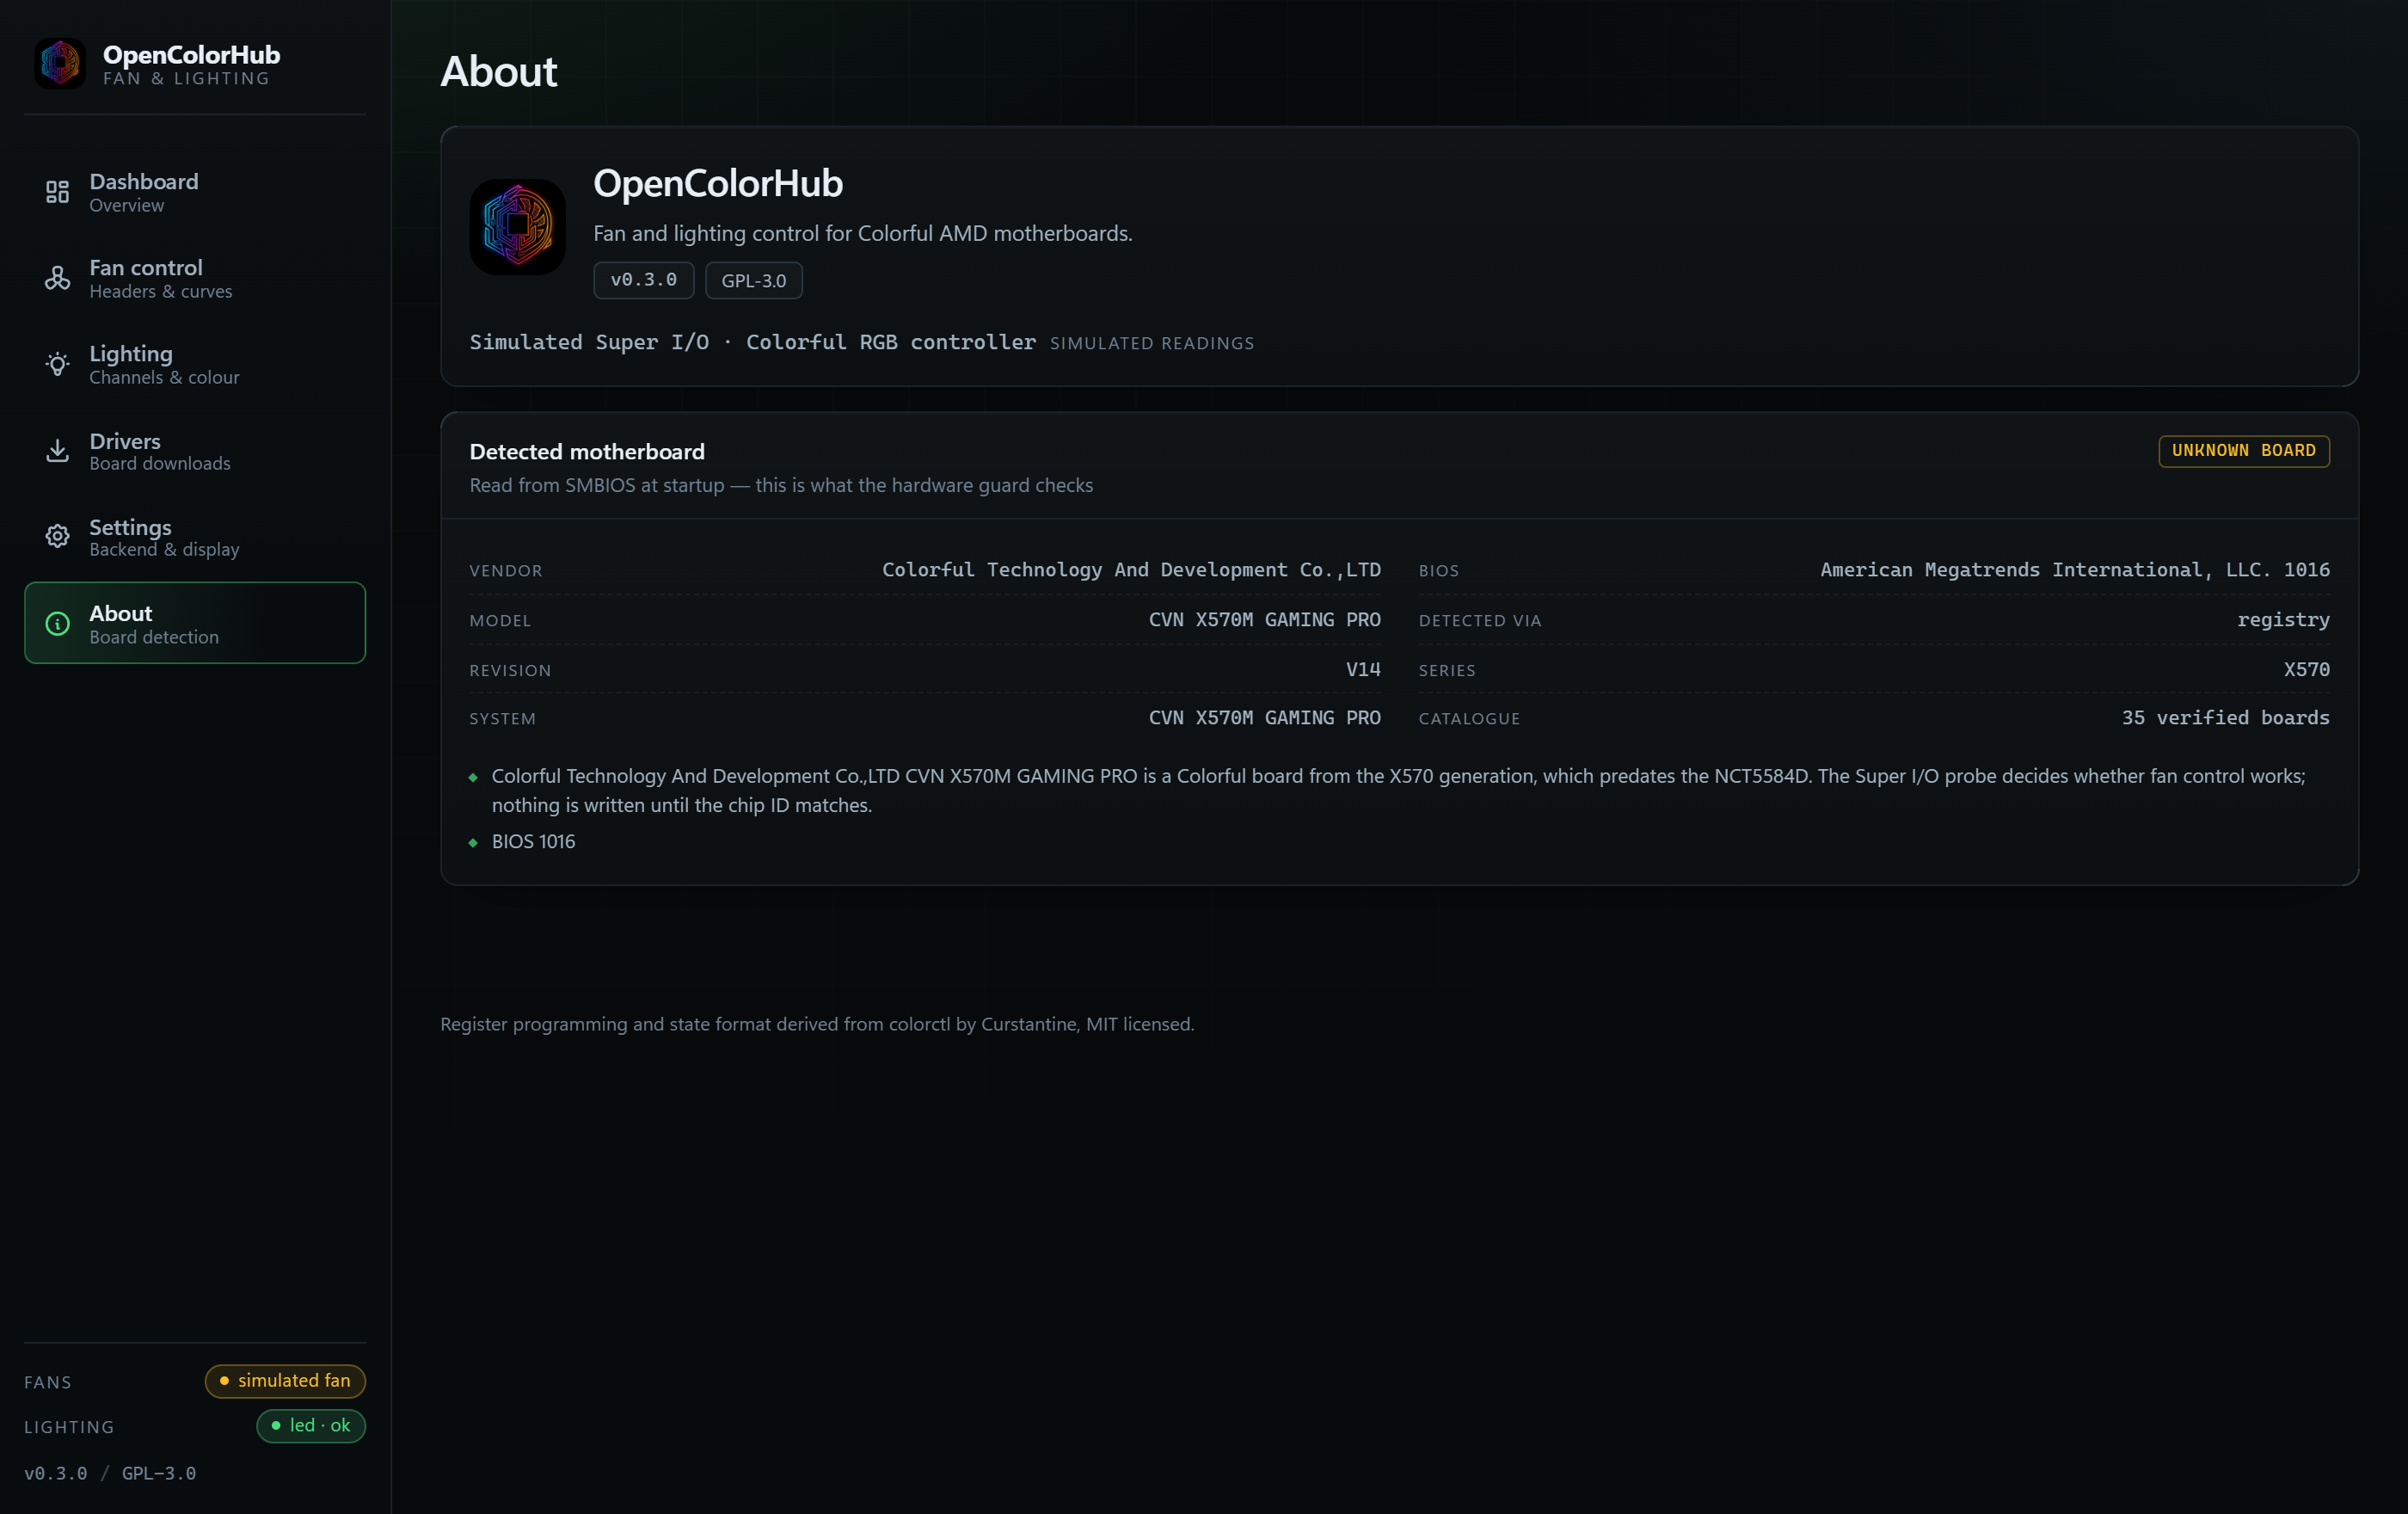 OpenColorHub
FAN & LIGHTING
Dashboard
Overview
Fan control
Headers & curves
Lighting
Channels & colour
Drivers
Board downloads
Settings
Backend & display
About
Board detection
FANS
simulated fan
LIGHTING
led · ok
v0.3.0 / GPL-3.0
About
OpenColorHub
Fan and lighting control for Colorful AMD motherboards.
v0.3.0
GPL-3.0
Simulated Super I/O · Colorful RGB controller SIMULATED READINGS
Detected motherboard
UNKNOWN BOARD
Read from SMBIOS at startup — this is what the hardware guard checks
VENDOR Colorful Technology And Development Co.,LTD
BIOS American Megatrends International, LLC. 1016
MODEL CVN X570M GAMING PRO
DETECTED VIA registry
REVISION V14
SERIES X570
SYSTEM CVN X570M GAMING PRO
CATALOGUE 35 verified boards
Colorful Technology And Development Co.,LTD CVN X570M GAMING PRO is a Colorful board from the X570 generation, which predates the NCT5584D. The Super I/O probe decides whether fan control works;
nothing is written until the chip ID matches.
BIOS 1016
Register programming and state format derived from colorctl by Curstantine, MIT licensed.